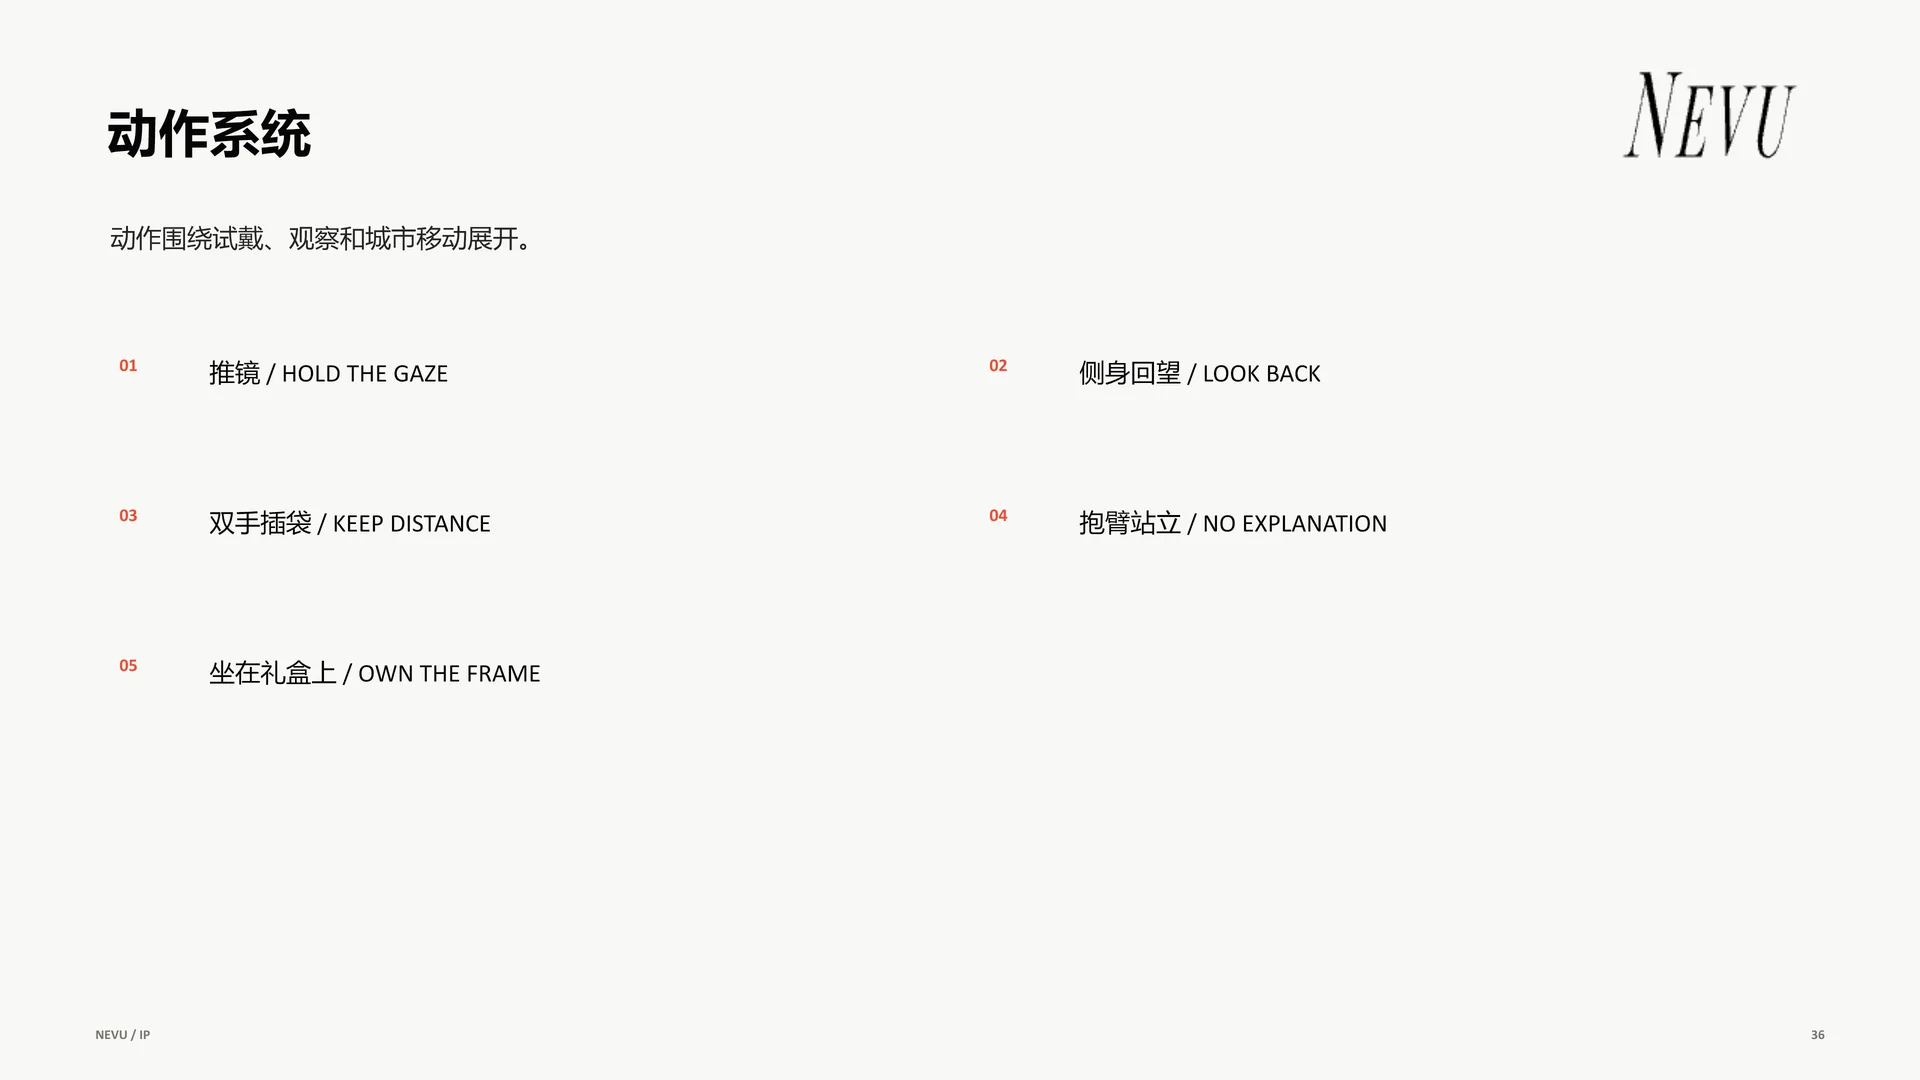 动作系统
NEVU
动作围绕试戴、观察和城市移动展开。
01 推镜 / HOLD THE GAZE
02 侧身回望 / LOOK BACK
03 双手插袋 / KEEP DISTANCE
04 抱臂站立 / NO EXPLANATION
05 坐在礼盒上 / OWN THE FRAME
NEVU / IP
36